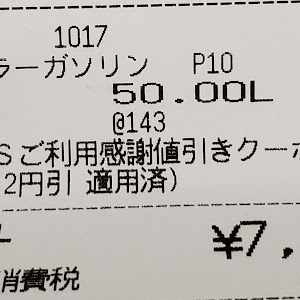 1017
ラーガソリン P10
50.00L
@143
Sご利用感謝値引きクーポ
2円引 適用済)
¥7,
消費税